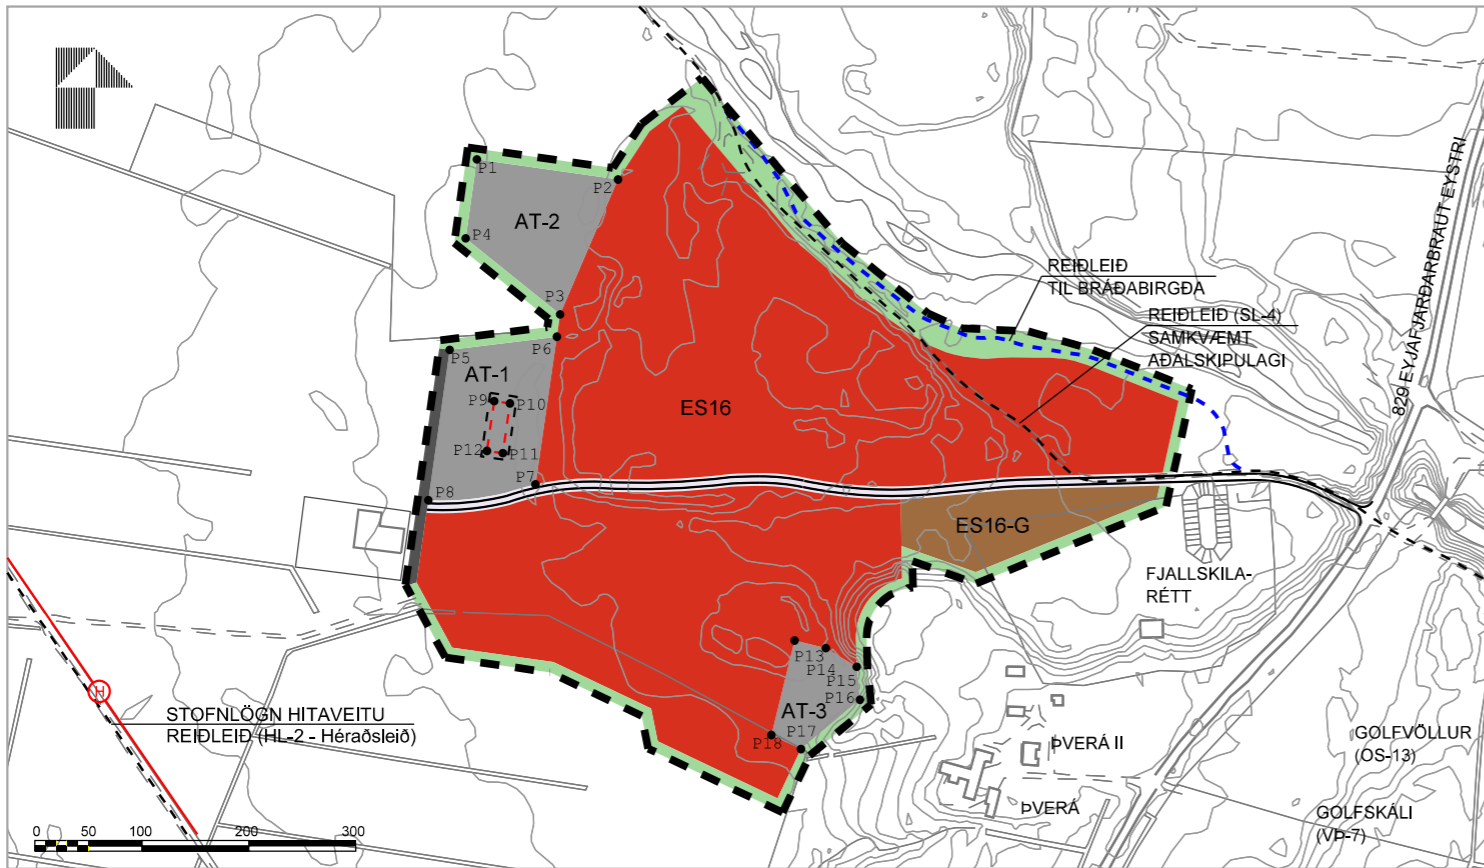 P1
P2
AT-2
P4
P3
P6
P5
AT-1
P9
P10
P12
P11
P8
P7
ES16
REIÐLEIÐ
TIL BRÁÐABIRGÐA
REIÐLEIÐ (SL-4)
SAMKVÆMT
AÐALSKIPULAGI
829 EYJAFJARÐARBRAUT EYSTRI
ES16-G
FJALLSKILA-
RÉTT
P13
P14
P15
P16
AT-3
P17
P18
H
STOFNLÖGN HITAVEITU
REIÐLEIÐ (HL-2 - Héraðsleið)
ÞVERÁ II
ÞVERÁ
GOLFVÖLLUR
(OS-13)
GOLFSKÁLI
(VÞ-7)
0 50 100 200 300